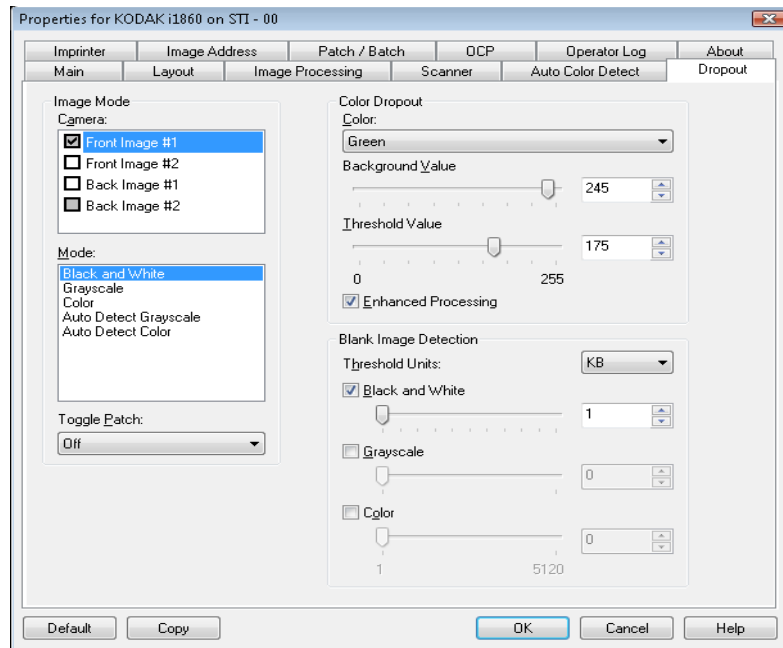 Properties for KODAK i1860 on STI - 00
Imprinter Image Address Patch / Batch OCP Operator Log About
Main Layout Image Processing Scanner Auto Color Detect Dropout
Image Mode
Camera:
Front Image #1
Front Image #2
Back Image #1
Back Image #2
Mode:
Black and White
Grayscale
Color
Auto Detect Grayscale
Auto Detect Color
Toggle Patch:
Off
Color Dropout
Color:
Green
Background Value
245
Threshold Value
175
0 255
Enhanced Processing
Blank Image Detection
Threshold Units: KB
Black and White
1
Grayscale
0
Color
0
1 5120
Default Copy OK Cancel Help